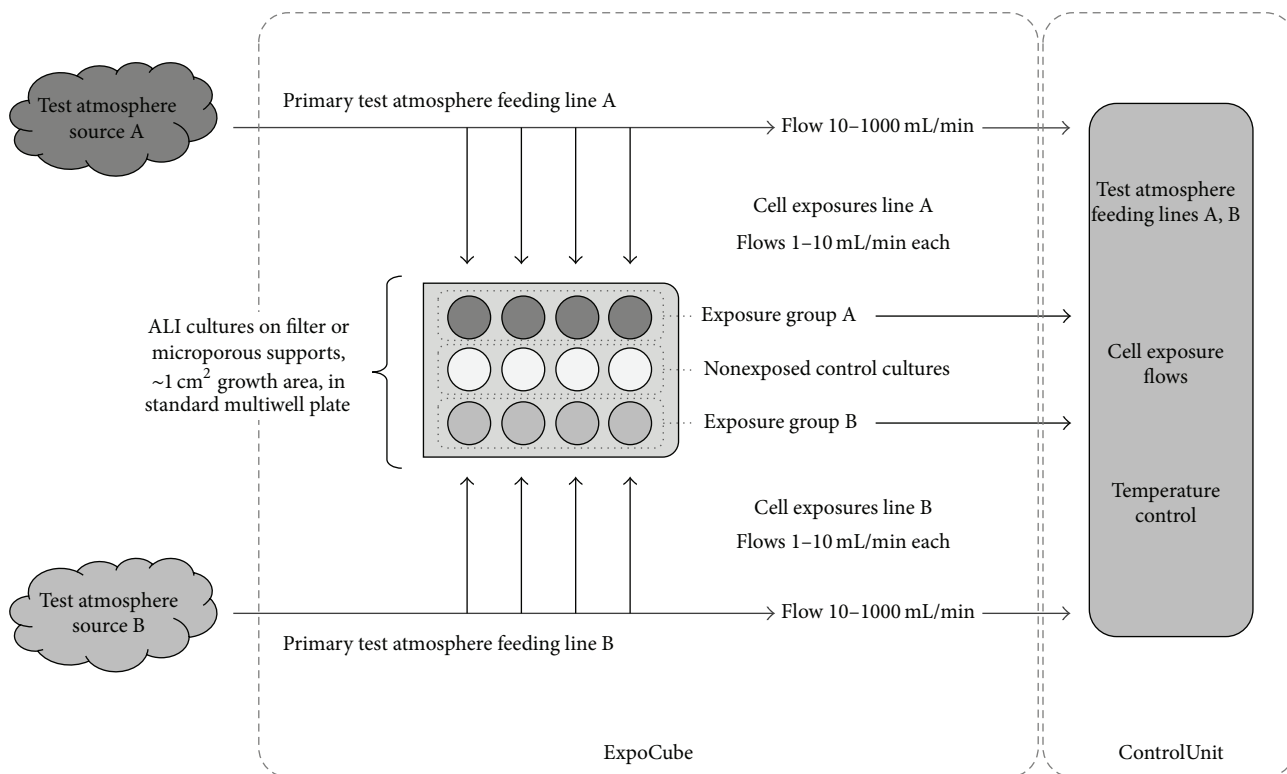 Test atmosphere
source A
Primary test atmosphere feeding line A
Flow 10–1000 mL/min
Cell exposures line A
Flows 1–10 mL/min each
Test atmosphere
feeding lines A, B
ALI cultures on filter or
microporous supports,
~1 cm² growth area, in
standard multiwell plate
Exposure group A
Nonexposed control cultures
Exposure group B
Cell exposure
flows
Cell exposures line B
Flows 1–10 mL/min each
Temperature
control
Test atmosphere
source B
Flow 10–1000 mL/min
Primary test atmosphere feeding line B
ExpoCube
ControlUnit